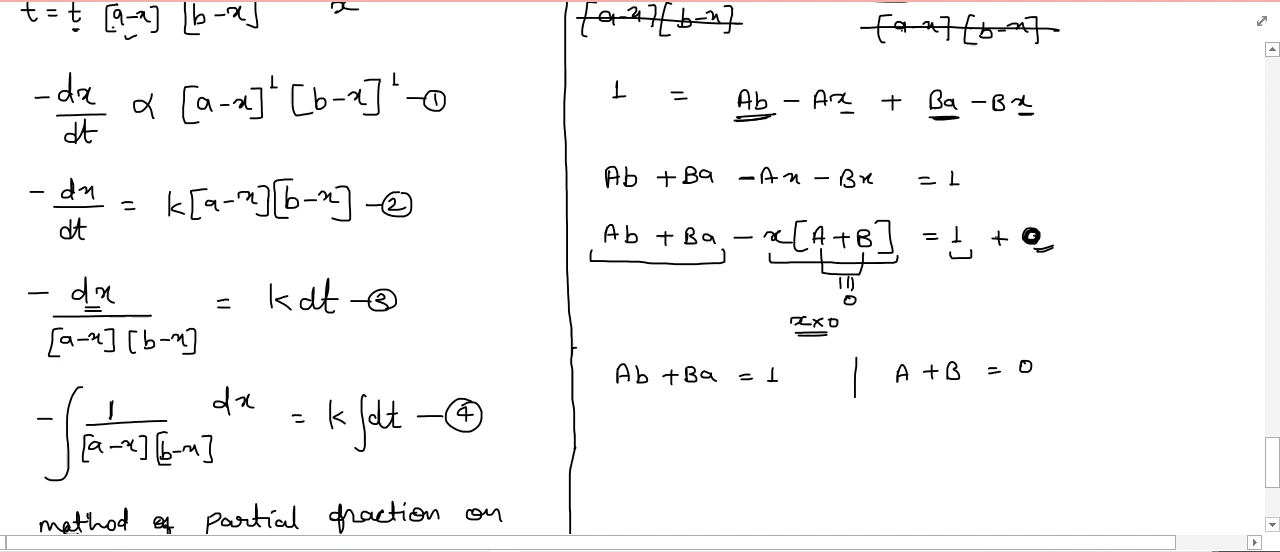 t = t [a-x] [b-x] x
-dx/dt ∝ [a-x]¹ [b-x]¹ -①
-dx/dt = k[a-x][b-x] -②
-dx/[a-x][b-x] = kdt -③
-∫ 1/[a-x][b-x] dx = k∫dt -④
method of partial fraction on
[a-x][b-x] [a-x][b-x]
1 = Ab - Ax + Ba - Bx
Ab + Ba - Ax - Bx = 1
Ab + Ba - x[A+B] = 1 + 0
0
x×0
Ab + Ba = 1 | A + B = 0